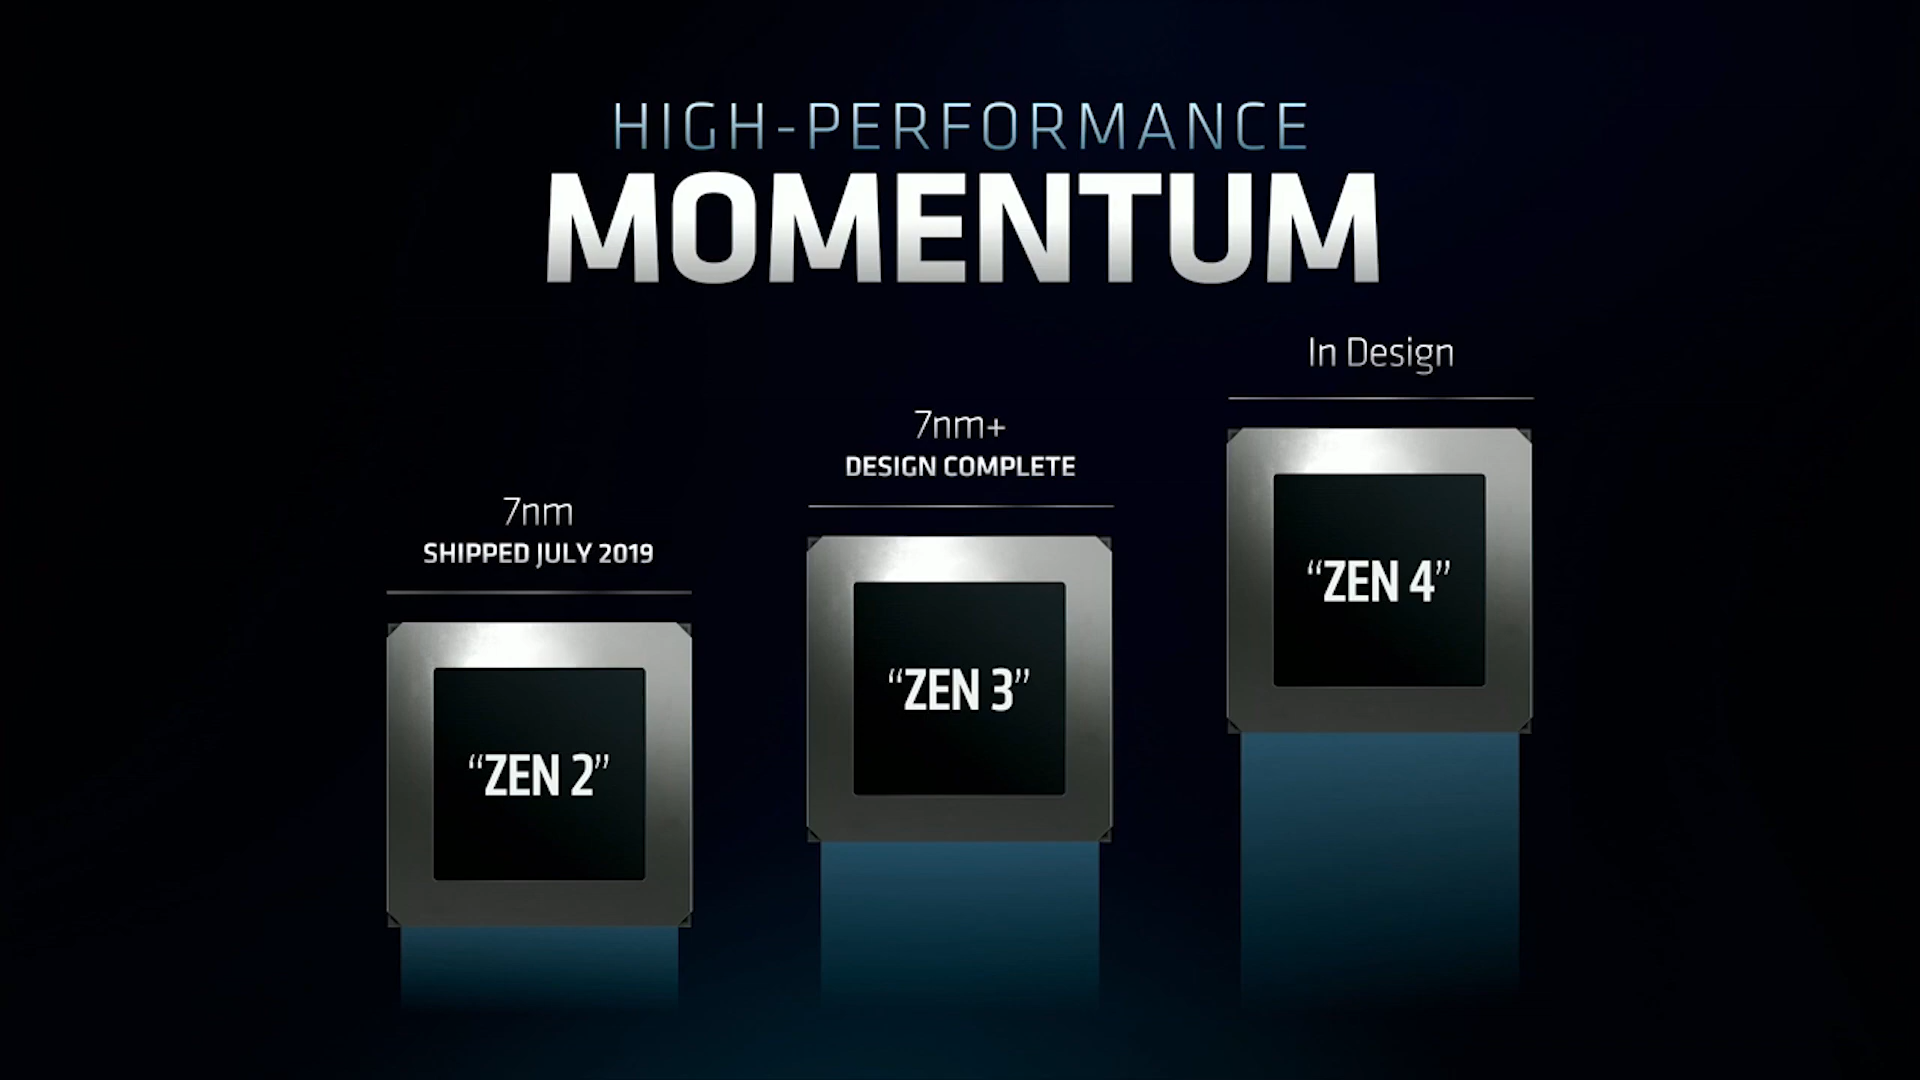 HIGH-PERFORMANCE
MOMENTUM
7nm
SHIPPED JULY 2019
“ZEN 2”
7nm+
DESIGN COMPLETE
“ZEN 3”
In Design
“ZEN 4”